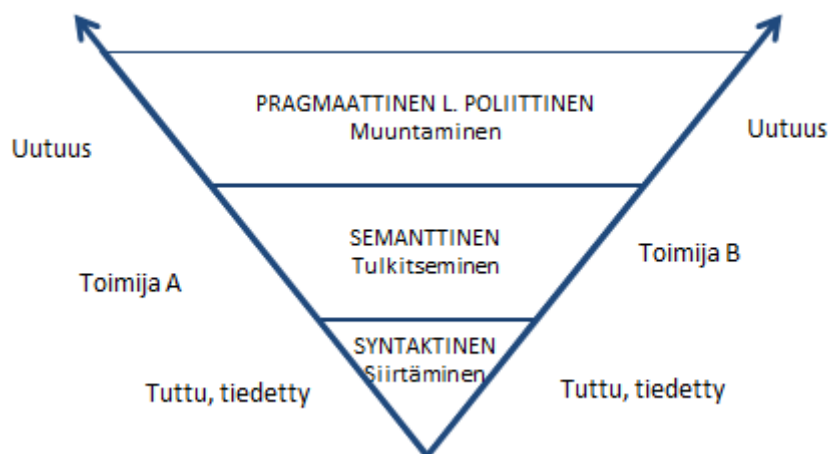 PRAGMAATTINEN L. POLIITTINEN
Muuntaminen
Uutuus
Uutuus
SEMANTTINEN
Tulkitseminen
Toimija A
Toimija B
SYNTAKTINEN
Siirtäminen
Tuttu, tiedetty
Tuttu, tiedetty